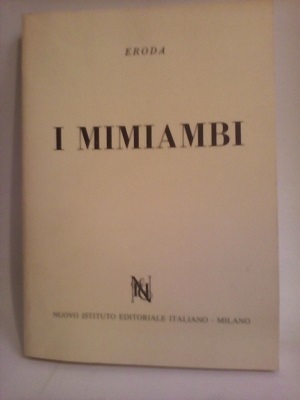 ERODA
I MIMIAMBI
NUOVO ISTITUTO EDITORIALE ITALIANO - MILANO